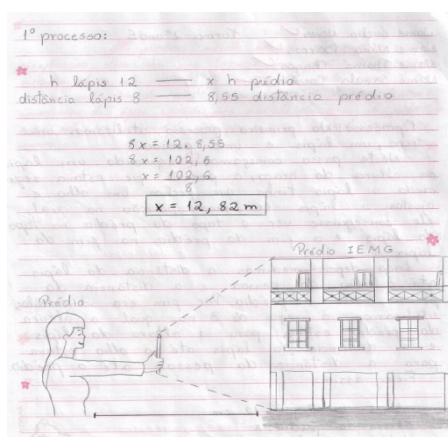 1º processo:
h lápis 12 — x h prédio
distância lápis 8 — 8,55 distância prédio
8x = 12. 8,55
8x = 102,6
x = 102,6
8
x = 12,82 m
Prédio IEMG
Prédio